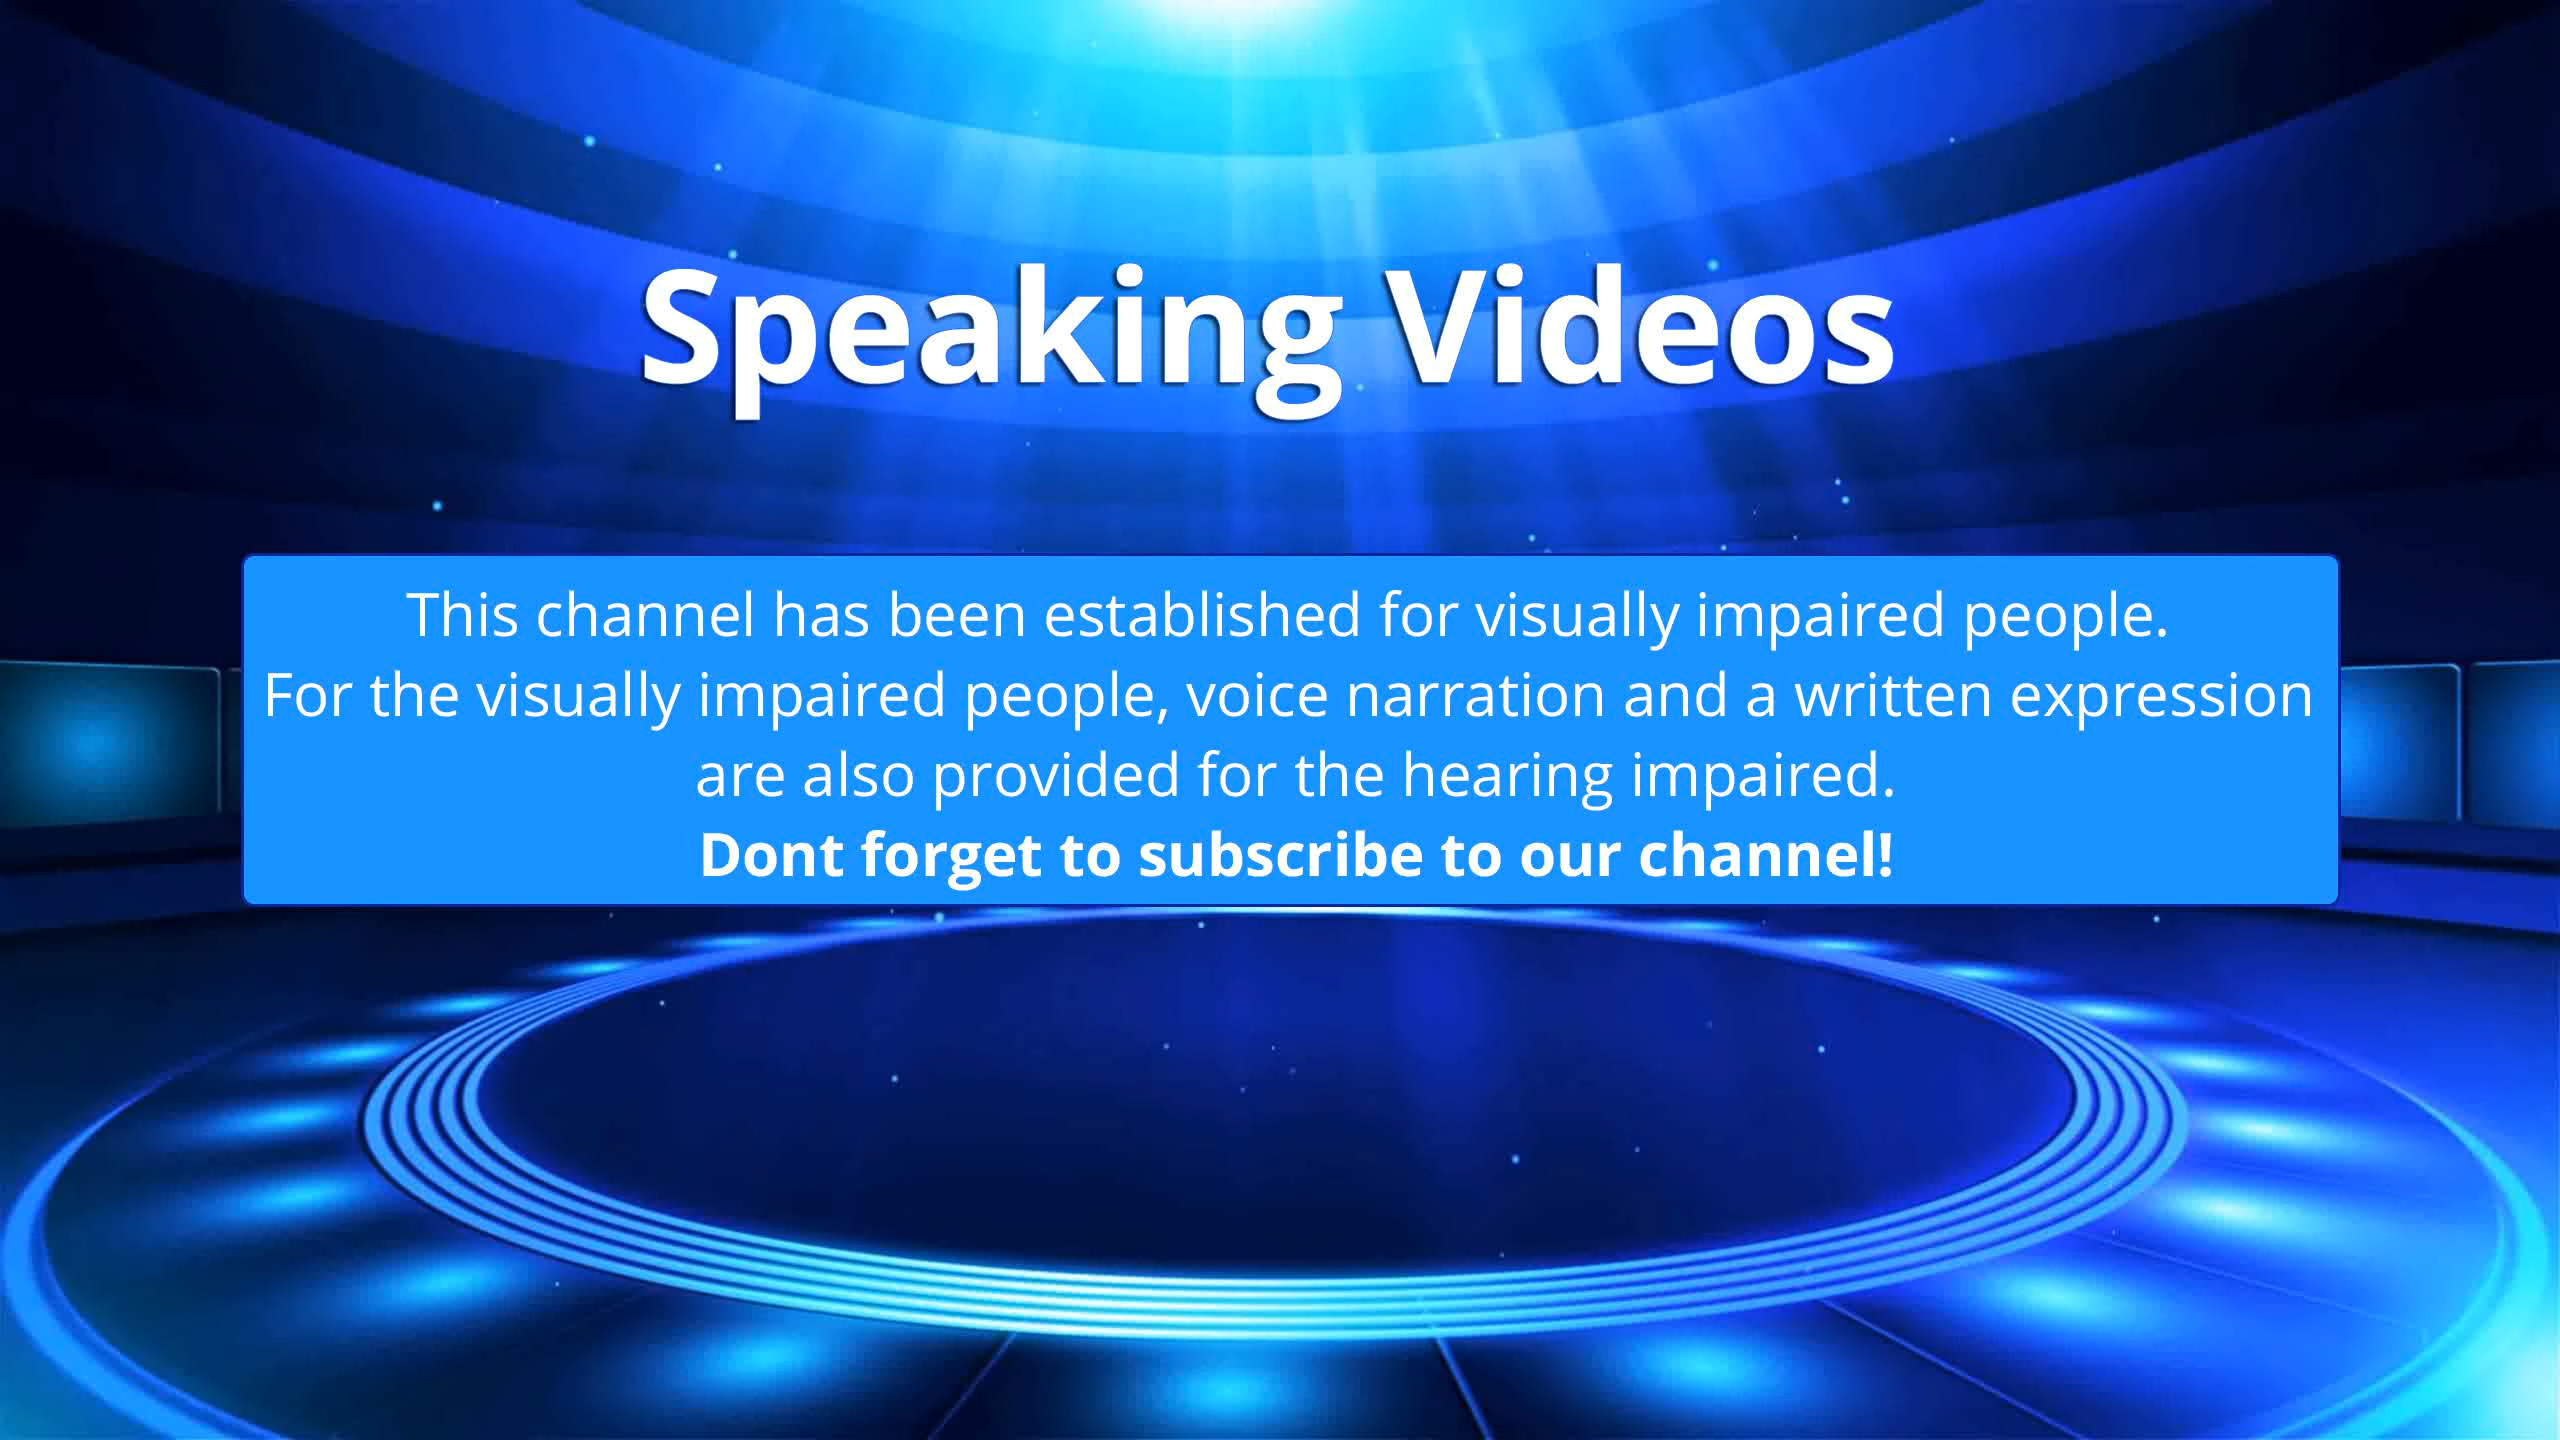 Speaking Videos
This channel has been established for visually impaired people.
For the visually impaired people, voice narration and a written expression
are also provided for the hearing impaired.
Dont forget to subscribe to our channel!